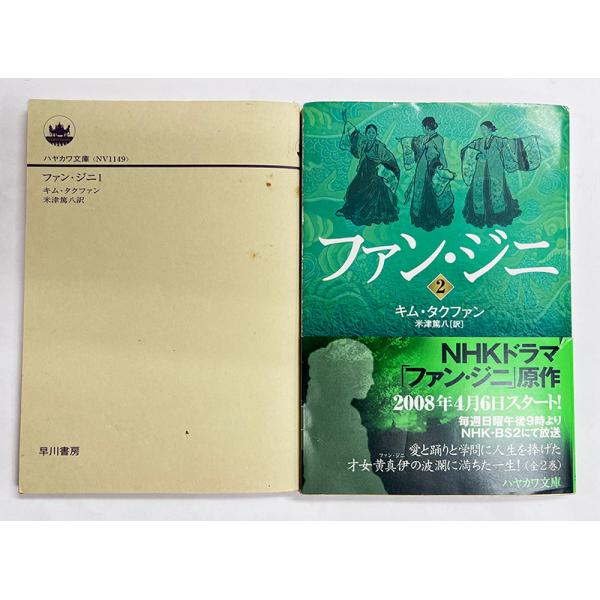 ハヤカワ文庫〈NV1149〉
ファン・ジニ1
キム・タクファン
米津篤八訳
早川書房
ファン・ジニ
2
キム・タクファン
米津篤八[訳]
NHKドラマ
「ファン・ジニ」原作
2008年4月6日スタート!
毎週日曜午後9時より
NHK-BS2にて放送
愛と踊りと学問に人生を捧げた
ファン・ジニ
才女黄真伊の波瀾に満ちた一生!(全2巻)
ハヤカワ文庫